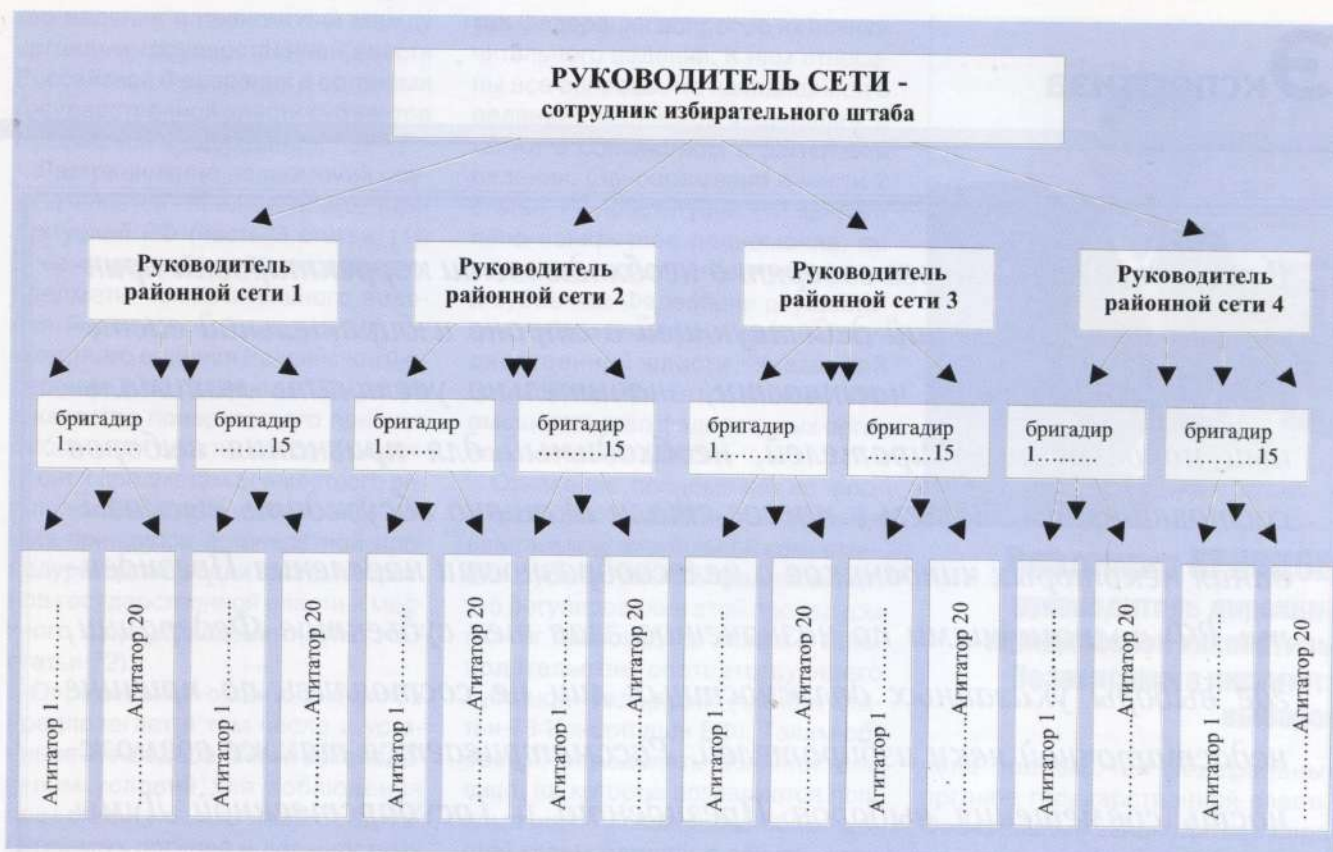 РУКОВОДИТЕЛЬ СЕТИ -
сотрудник избирательного штаба
Руководитель
районной сети 1
Руководитель
районной сети 2
Руководитель
районной сети 3
Руководитель
районной сети 4
бригадир
1...........
бригадир
...........15
бригадир
1...........
бригадир
...........15
бригадир
1...........
бригадир
...........15
бригадир
1...........
бригадир
...........15
Агитатор 1...............
...............Агитатор 20
Агитатор 1...............
...............Агитатор 20
Агитатор 1...............
...............Агитатор 20
Агитатор 1...............
...............Агитатор 20
Агитатор 1...............
...............Агитатор 20
Агитатор 1...............
...............Агитатор 20
Агитатор 1...............
...............Агитатор 20
Агитатор 1...............
...............Агитатор 20